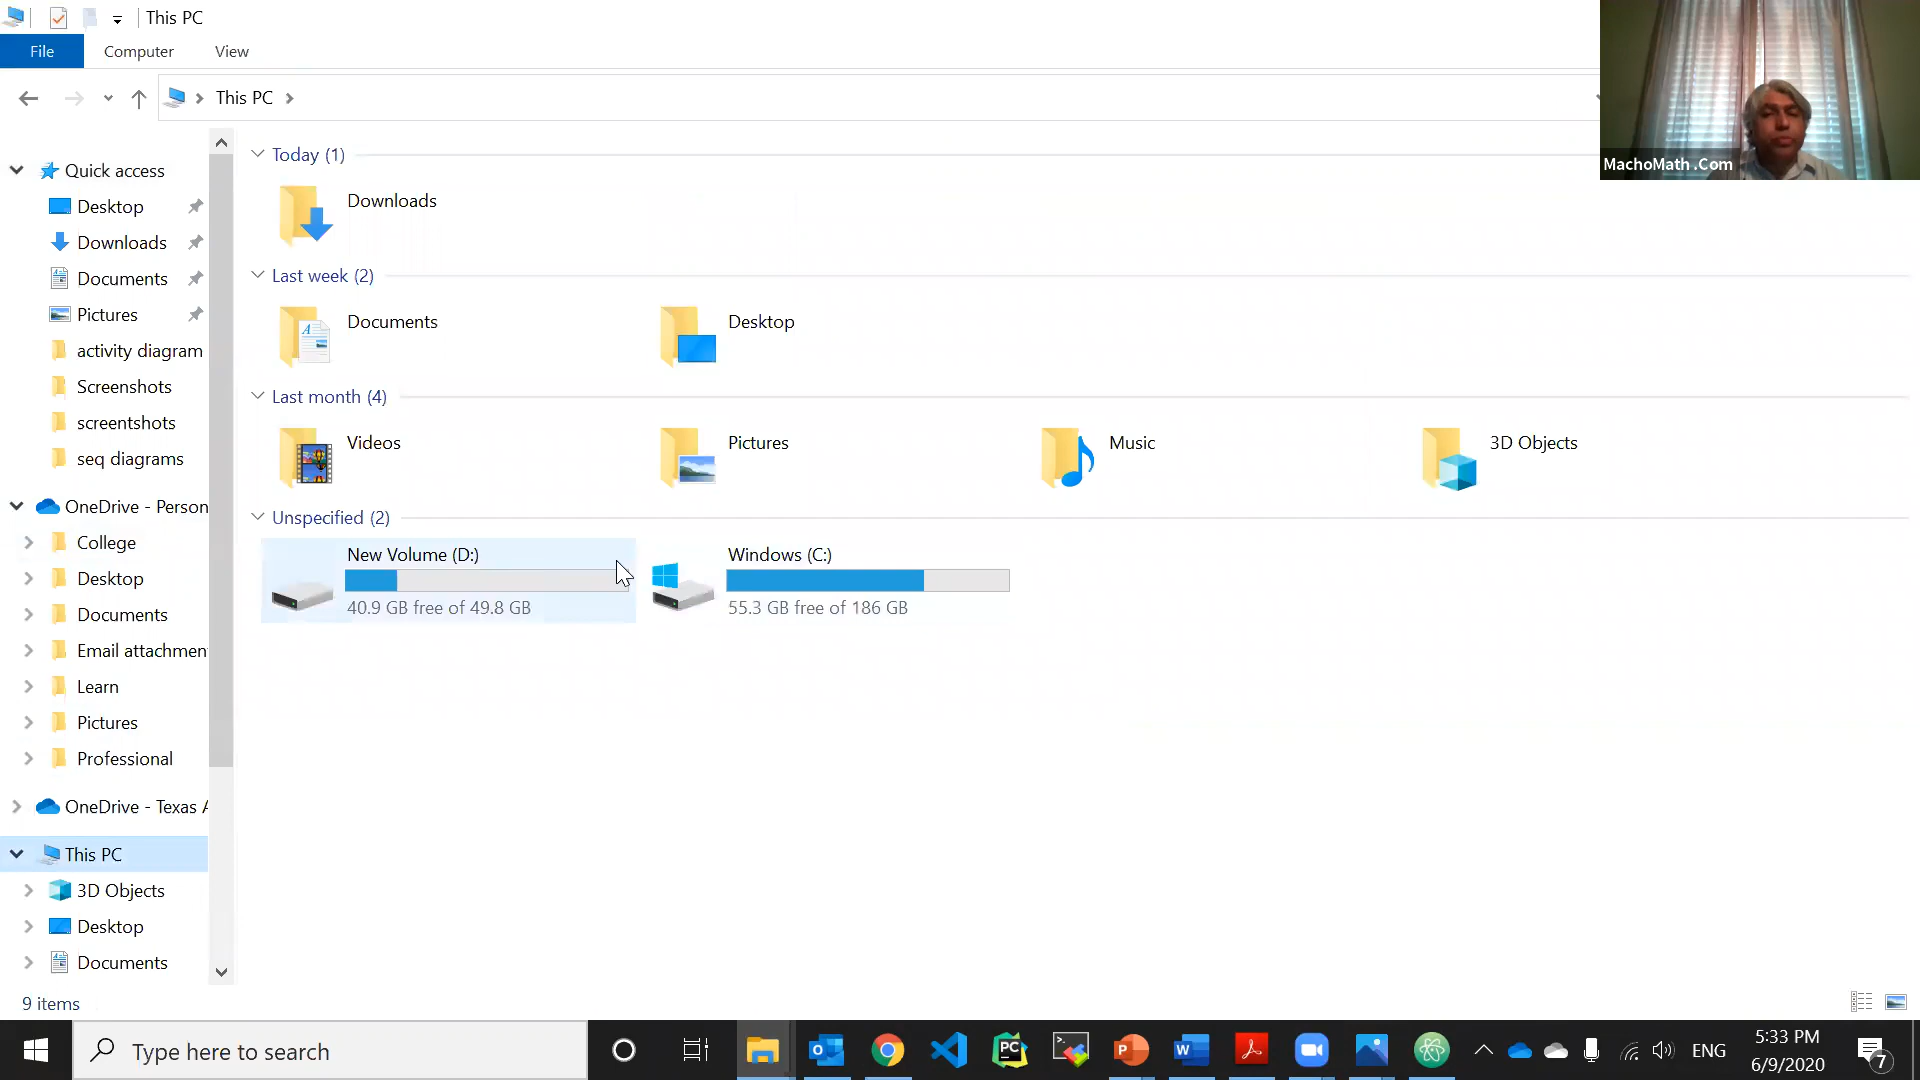 This PC
File
Computer
View
This PC
MachoMath .Com
Quick access
Desktop
Downloads
Documents
Pictures
activity diagram
Screenshots
screentshots
seq diagrams
OneDrive - Person
College
Desktop
Documents
Email attachmen
Learn
Pictures
Professional
OneDrive - Texas A
This PC
3D Objects
Desktop
Documents
Today (1)
Downloads
Last week (2)
Documents
Desktop
Last month (4)
Videos
Pictures
Music
3D Objects
Unspecified (2)
New Volume (D:)
40.9 GB free of 49.8 GB
Windows (C:)
55.3 GB free of 186 GB
9 items
Type here to search
ENG
5:33 PM
6/9/2020
7